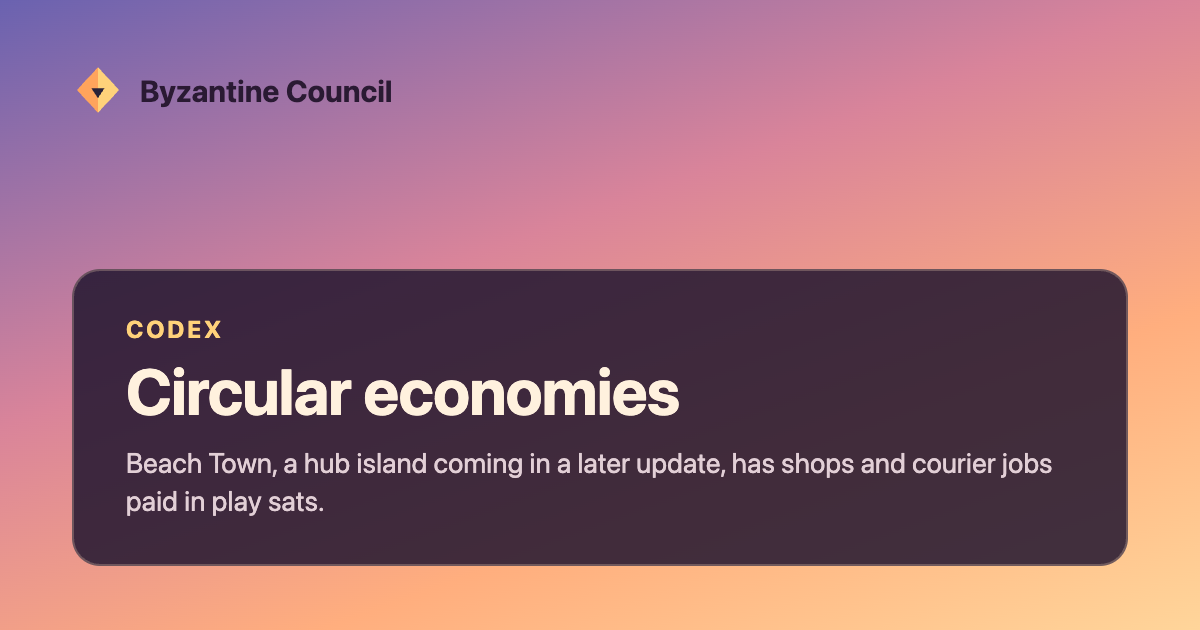 Byzantine Council
CODEX
Circular economies
Beach Town, a hub island coming in a later update, has shops and courier jobs
paid in play sats.